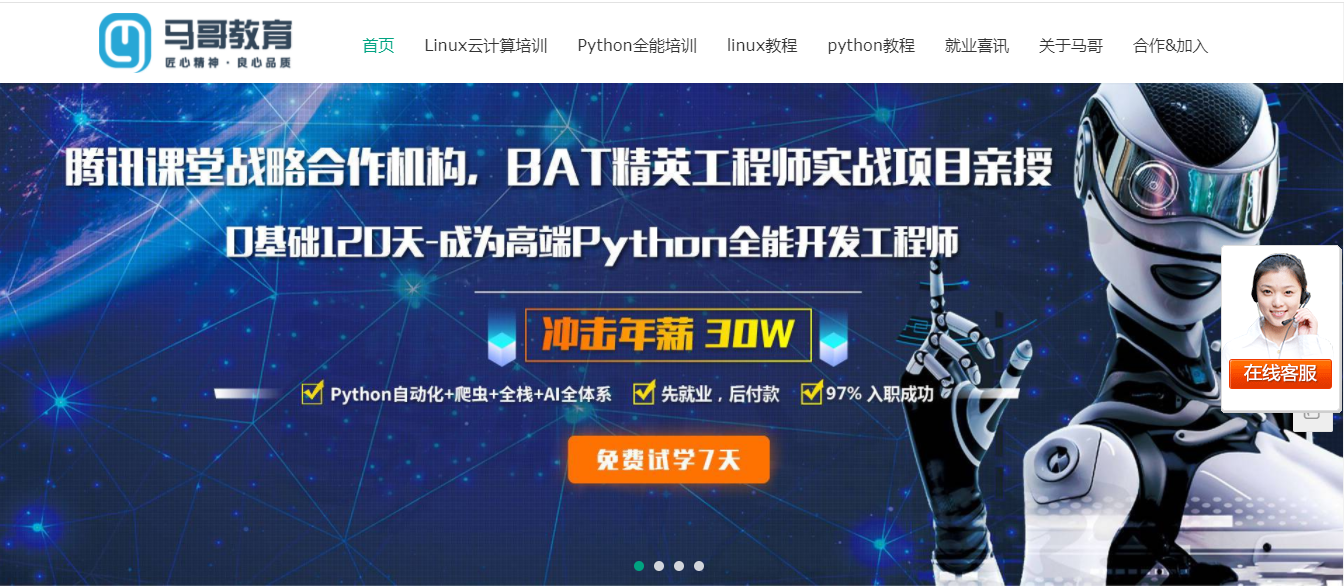 马哥教育
匠心精神·良心品质
首页 Linux云计算培训 Python全能培训 linux教程 python教程 就业喜讯 关于马哥 合作&加入
腾讯课堂战略合作机构，BAT精英工程师实战项目亲授
0基础120天-成为高端Python全能开发工程师
冲击年薪 30W
Python自动化+爬虫+全栈+AI全体系 先就业，后付款 97% 入职成功
免费试学7天
在线客服